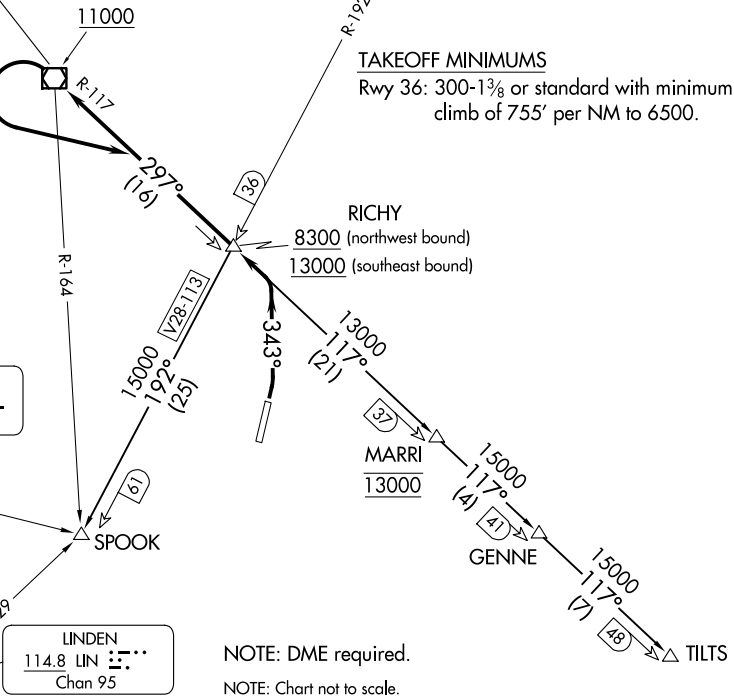 11000
R-192
TAKEOFF MINIMUMS
Rwy 36: 300-1⅜ or standard with minimum
climb of 755' per NM to 6500.
R-117
297°
(16)
36
RICHY
8300 (northwest bound)
13000 (southeast bound)
R-164
V28-113
15000
192°
(25)
343°
13000
117°
(21)
37
MARRI
13000
15000
117°
(4)
41
GENNE
61
SPOOK
15000
117°
(7)
48
TILTS
LINDEN
114.8 LIN
Chan 95
NOTE: DME required.
NOTE: Chart not to scale.